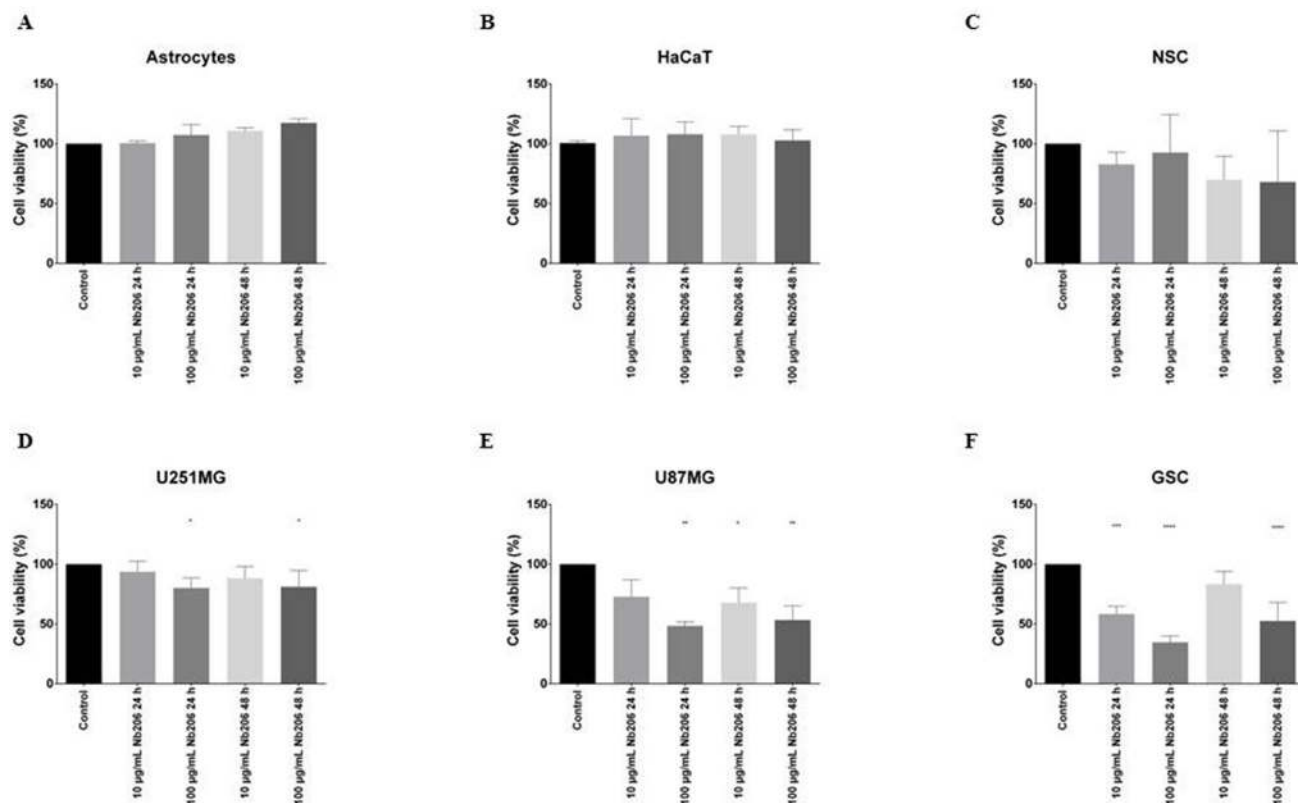 A
Astrocytes
Cell viability (%)
150
100
50
0
Control
10 µg/mL Nb206 24 h
100 µg/mL Nb206 24 h
10 µg/mL Nb206 48 h
100 µg/mL Nb206 48 h
B
HaCaT
Cell viability (%)
150
100
50
0
Control
10 µg/mL Nb206 24 h
100 µg/mL Nb206 24 h
10 µg/mL Nb206 48 h
100 µg/mL Nb206 48 h
C
NSC
Cell viability (%)
150
100
50
0
Control
10 µg/mL Nb206 24 h
100 µg/mL Nb206 24 h
10 µg/mL Nb206 48 h
100 µg/mL Nb206 48 h
D
U251MG
Cell viability (%)
150
100
50
0
* *
Control
10 µg/mL Nb206 24 h
100 µg/mL Nb206 24 h
10 µg/mL Nb206 48 h
100 µg/mL Nb206 48 h
E
U87MG
Cell viability (%)
150
100
50
0
** * **
Control
10 µg/mL Nb206 24 h
100 µg/mL Nb206 24 h
10 µg/mL Nb206 48 h
100 µg/mL Nb206 48 h
F
GSC
Cell viability (%)
150
100
50
0
*** **** ****
Control
10 µg/mL Nb206 24 h
100 µg/mL Nb206 24 h
10 µg/mL Nb206 48 h
100 µg/mL Nb206 48 h